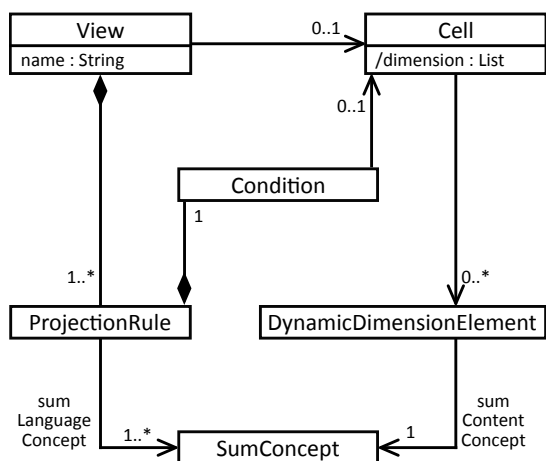 View
0..1
Cell
name : String
/dimension : List
0..1
Condition
1
1..*
0..*
ProjectionRule
DynamicDimensionElement
sum
Language
Concept
sum
Content
Concept
1..*
1
SumConcept